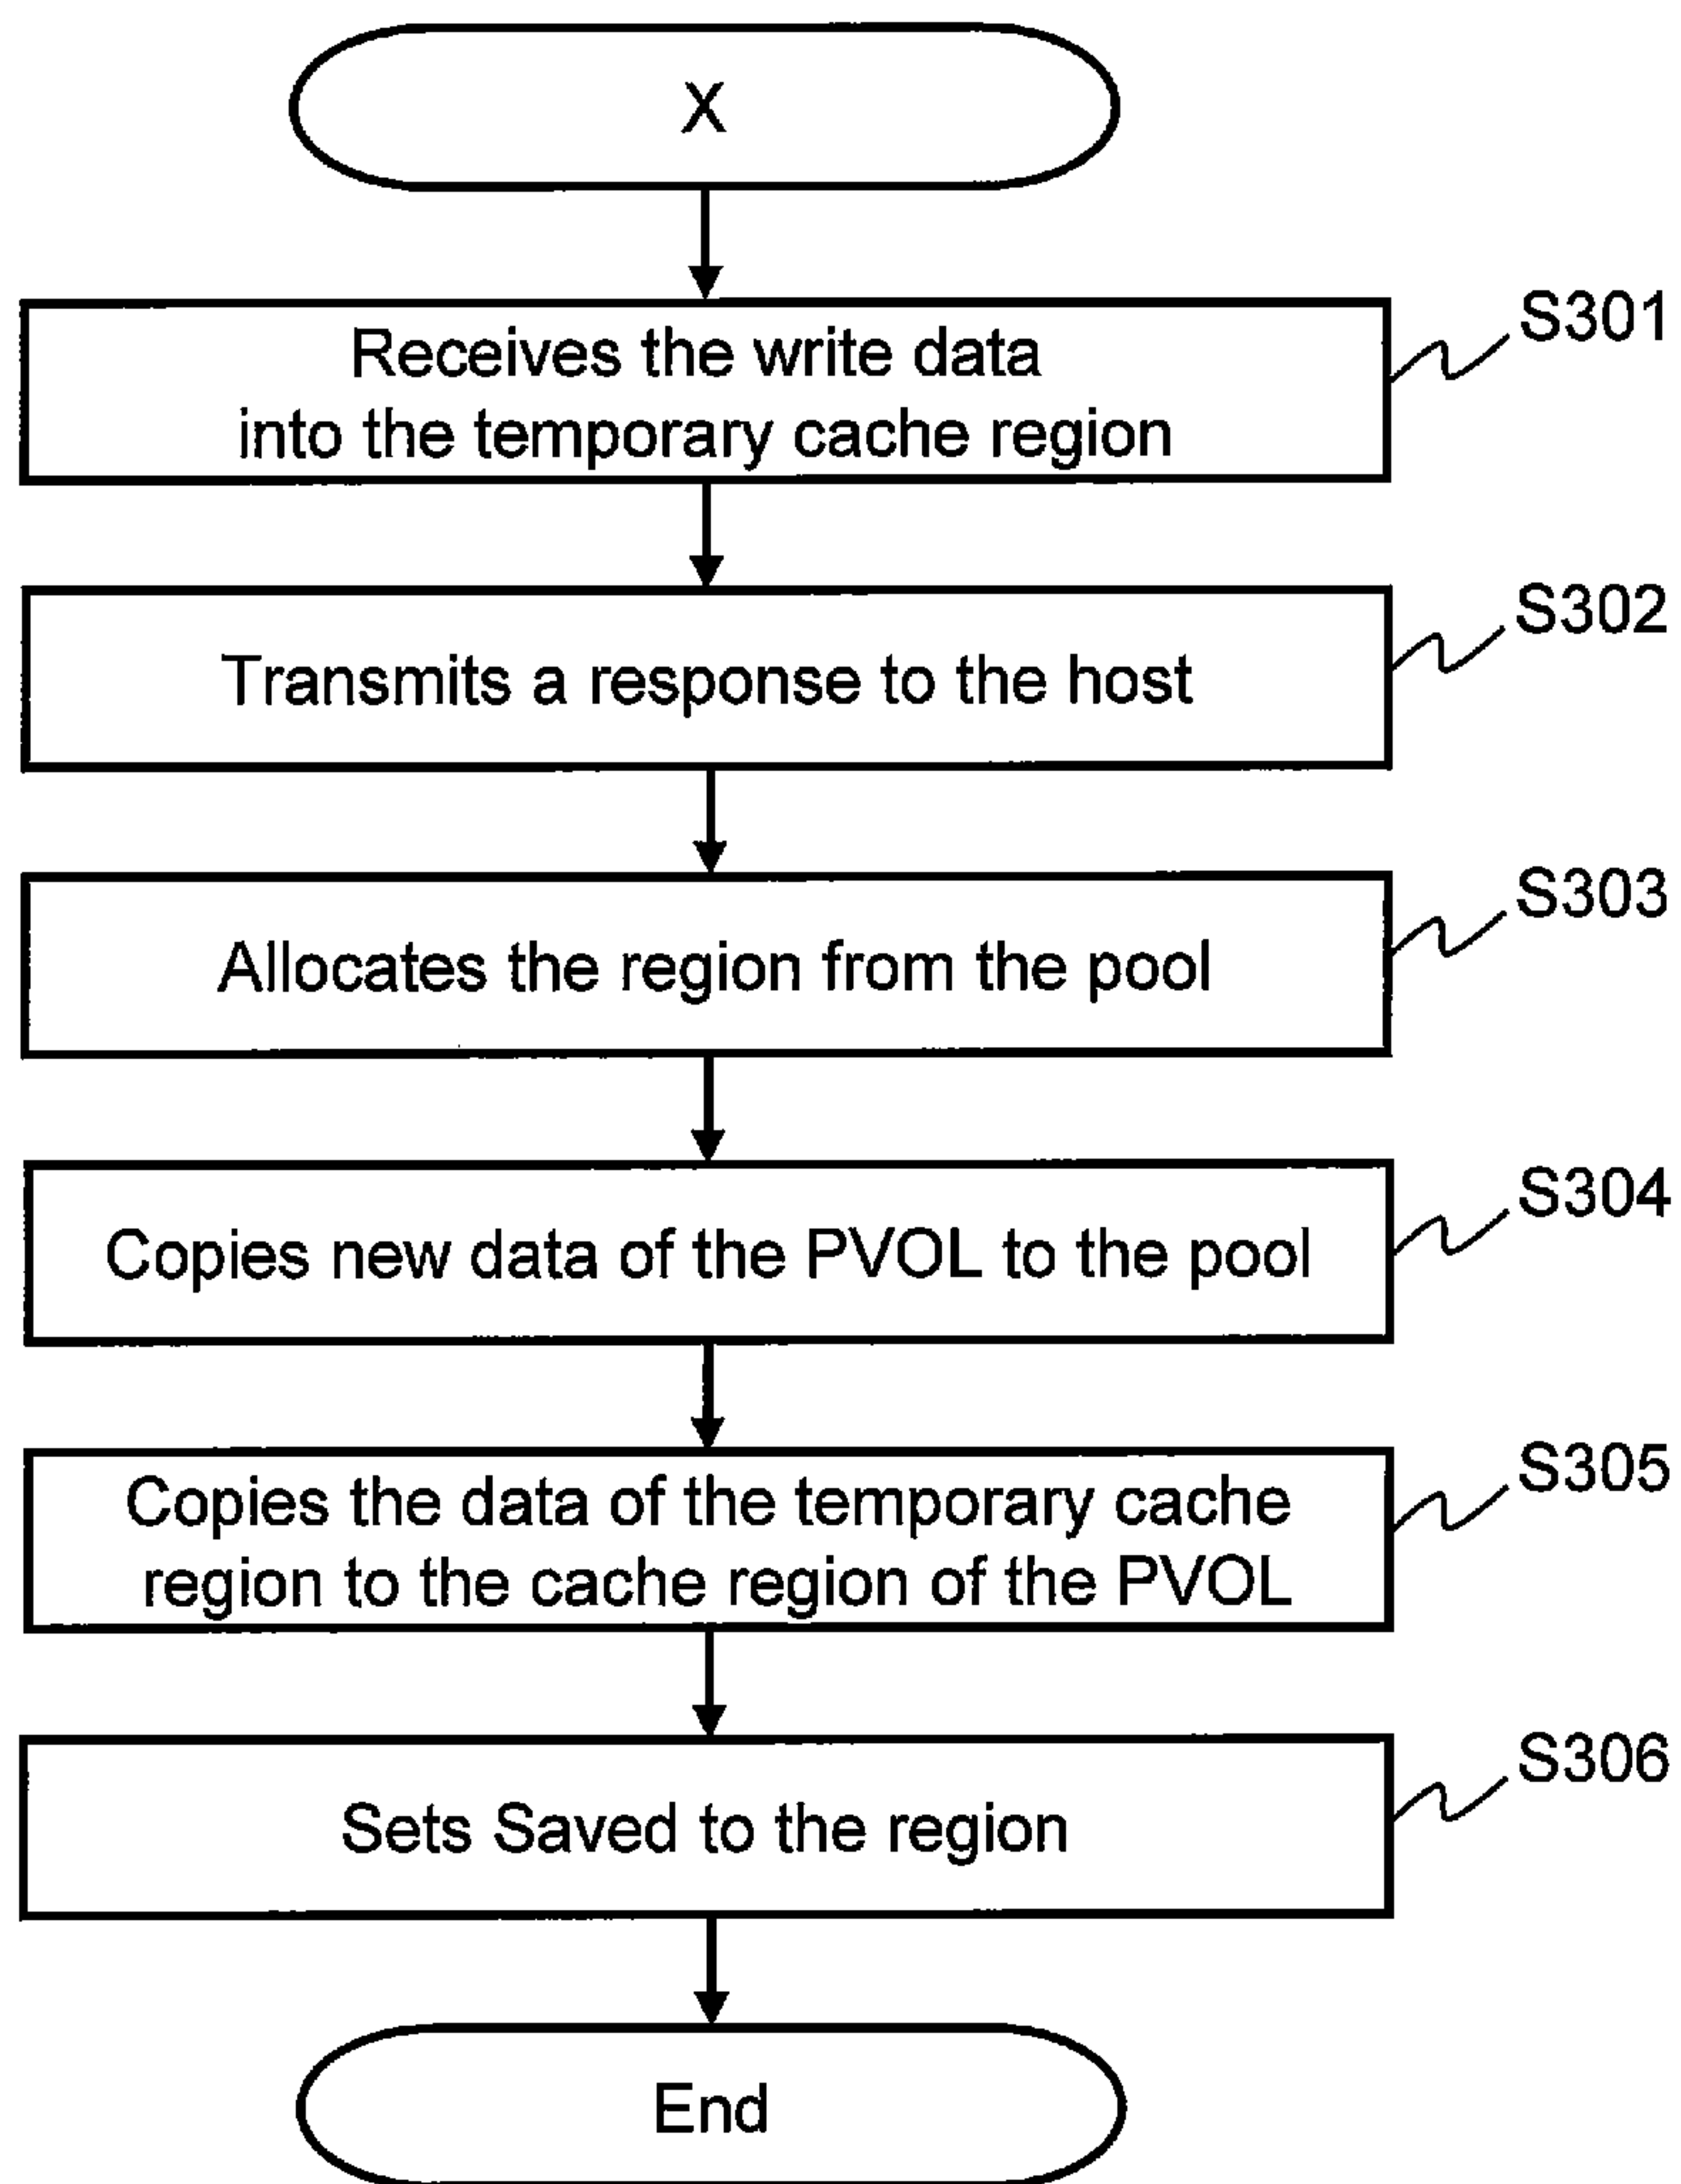 X
Receives the write data
into the temporary cache region
S301
Transmits a response to the host
S302
Allocates the region from the pool
S303
Copies new data of the PVOL to the pool
S304
Copies the data of the temporary cache
region to the cache region of the PVOL
S305
Sets Saved to the region
S306
End